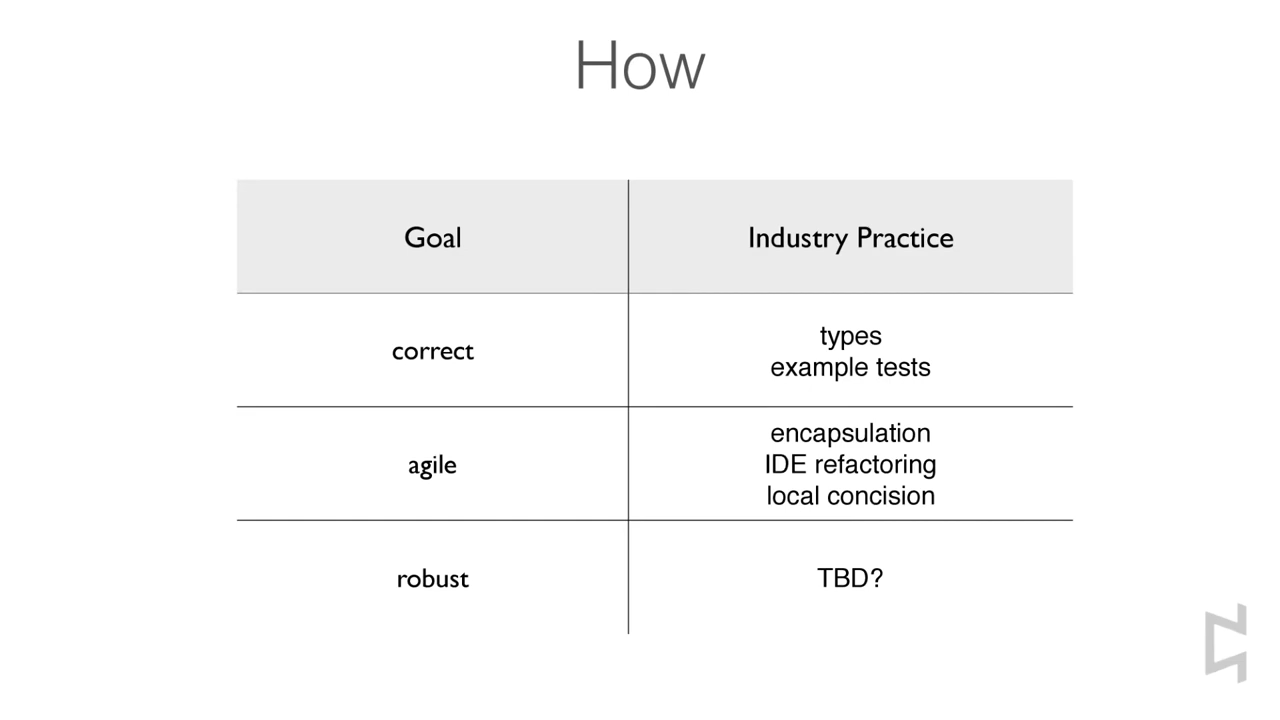 How
Goal
Industry Practice
correct
types
example tests
agile
encapsulation
IDE refactoring
local concision
robust
TBD?